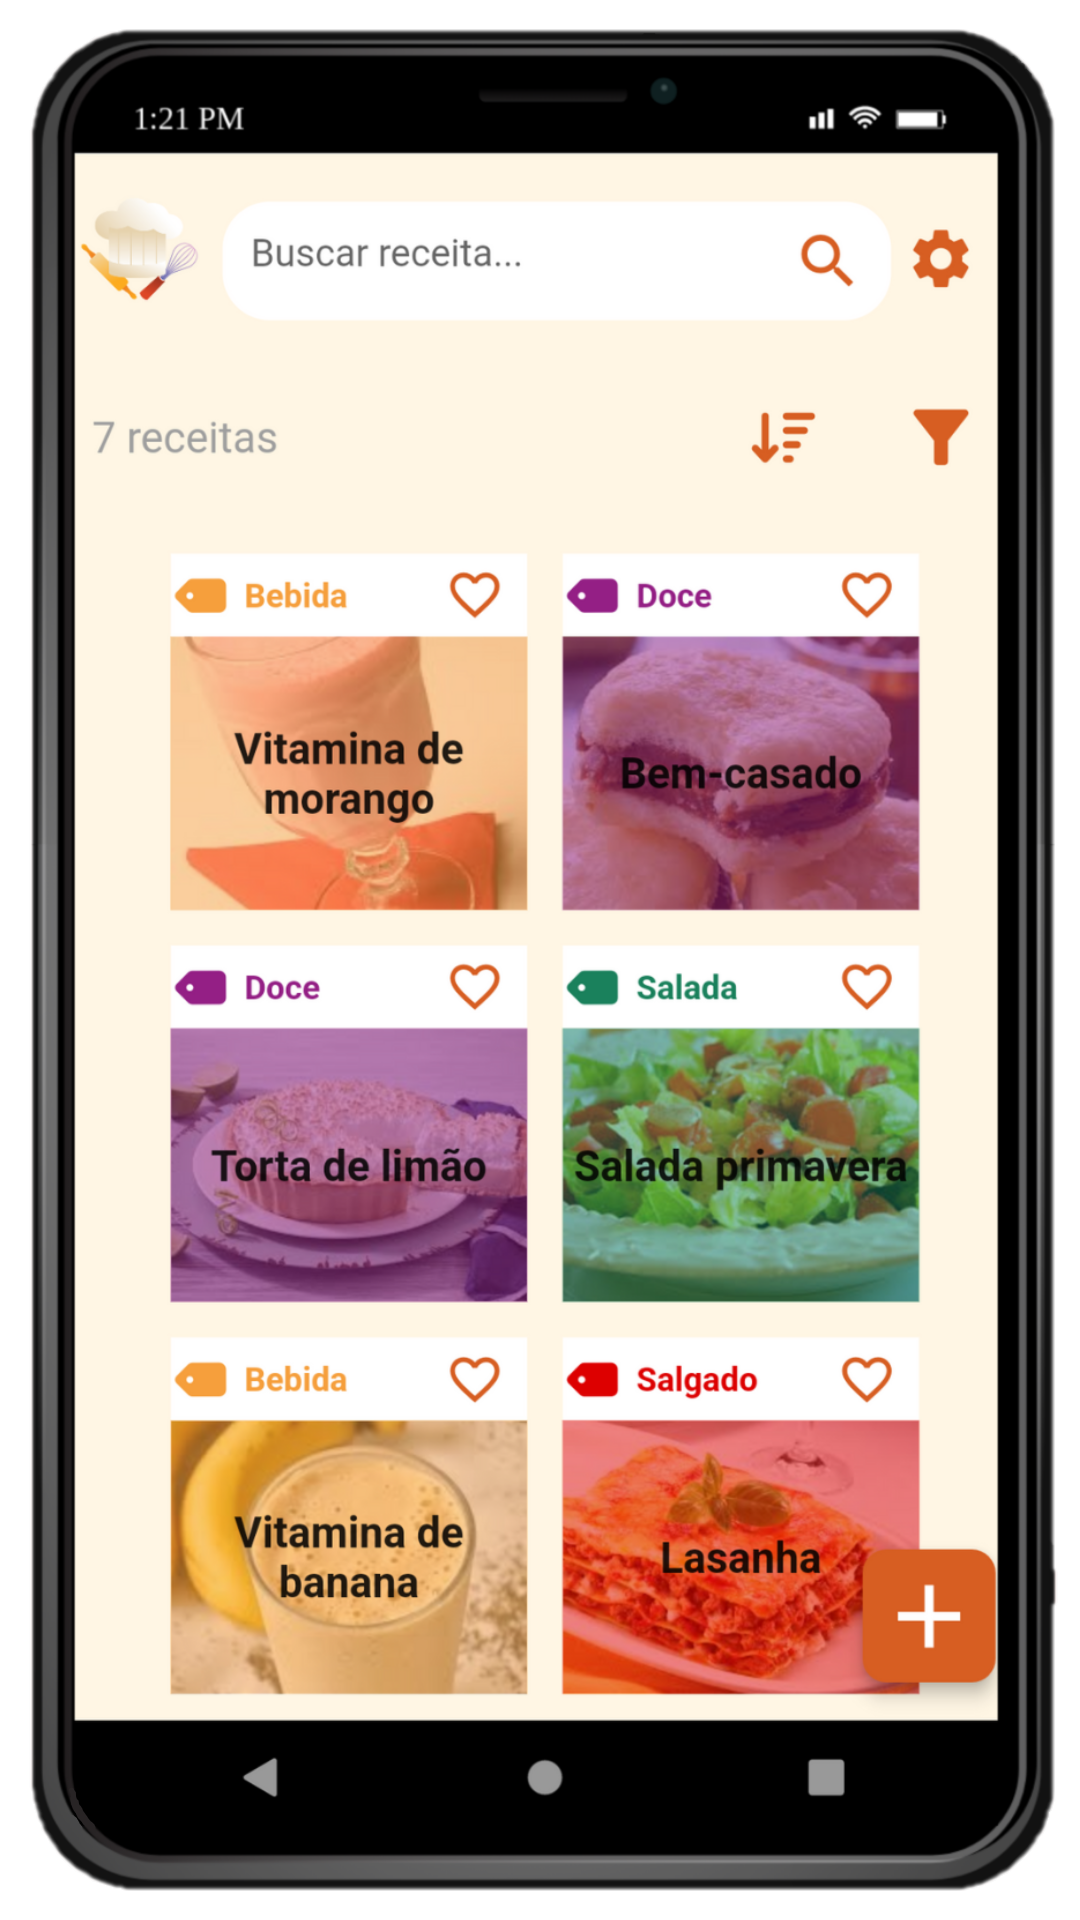 1:21 PM
Buscar receita...
7 receitas
Bebida
Doce
Vitamina de
morango
Bem-casado
Doce
Salada
Torta de limão
Salada primavera
Bebida
Salgado
Vitamina de
banana
Lasanha